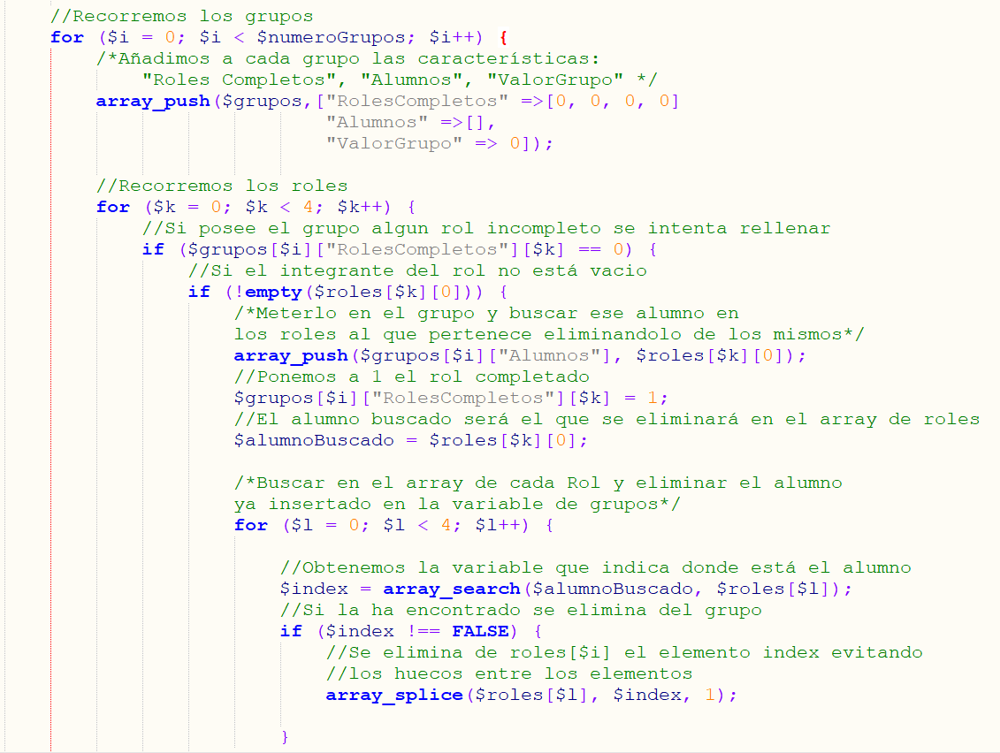 //Recorremos los grupos
for ($i = 0; $i < $numeroGrupos; $i++) {
/*Añadimos a cada grupo las características:
"Roles Completos", "Alumnos", "ValorGrupo" */
array_push($grupos,["RolesCompletos" =>[0, 0, 0, 0]
"Alumnos" =>[],
"ValorGrupo" => 0]);
//Recorremos los roles
for ($k = 0; $k < 4; $k++) {
//Si posee el grupo algun rol incompleto se intenta rellenar
if ($grupos[$i]["RolesCompletos"][$k] == 0) {
//Si el integrante del rol no está vacio
if (!empty($roles[$k][0])) {
/*Meterlo en el grupo y buscar ese alumno en
los roles al que pertenece eliminandolo de los mismos*/
array_push($grupos[$i]["Alumnos"], $roles[$k][0]);
//Ponemos a 1 el rol completado
$grupos[$i]["RolesCompletos"][$k] = 1;
//El alumno buscado será el que se eliminará en el array de roles
$alumnoBuscado = $roles[$k][0];
/*Buscar en el array de cada Rol y eliminar el alumno
ya insertado en la variable de grupos*/
for ($l = 0; $l < 4; $l++) {
//Obtenemos la variable que indica donde está el alumno
$index = array_search($alumnoBuscado, $roles[$l]);
//Si la ha encontrado se elimina del grupo
if ($index !== FALSE) {
//Se elimina de roles[$i] el elemento index evitando
//los huecos entre los elementos
array_splice($roles[$l], $index, 1);
}